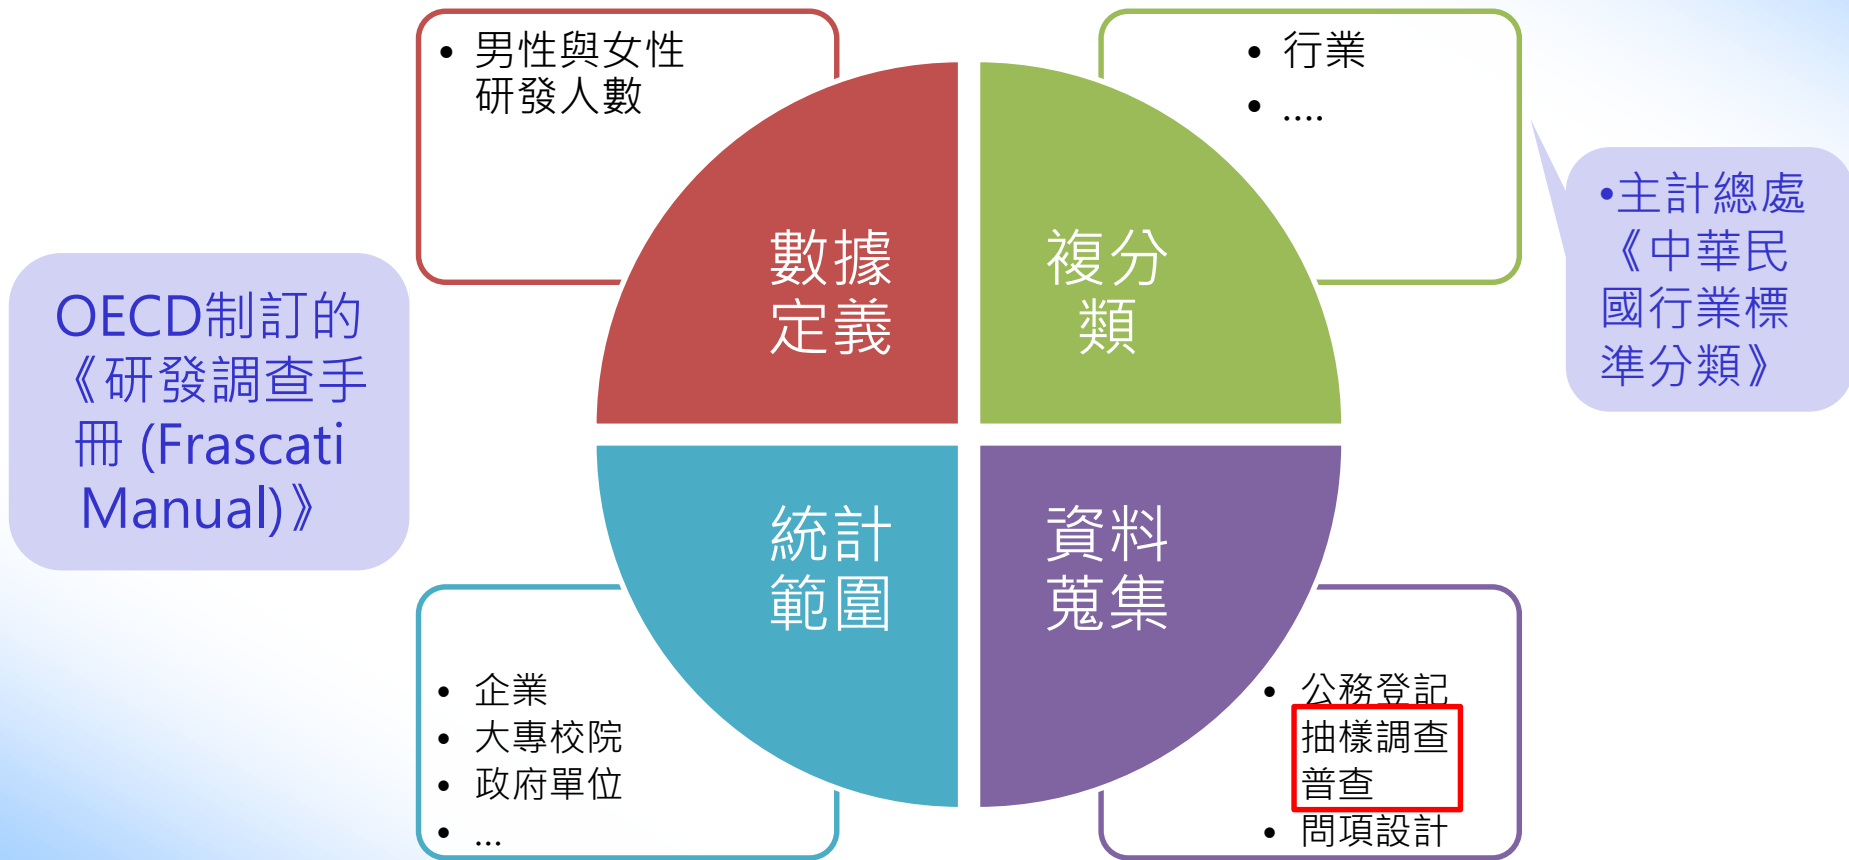 • 男性與女性
研發人數
• 行業
• ....
數據
定義
複分
類
OECD制訂的
《研發調查手
冊 (Frascati
Manual)》
•主計總處
《中華民
國行業標
準分類》
統計
範圍
資料
蒐集
• 企業
• 大專校院
• 政府單位
• ...
• 公務登記
抽樣調查
普查
• 問項設計